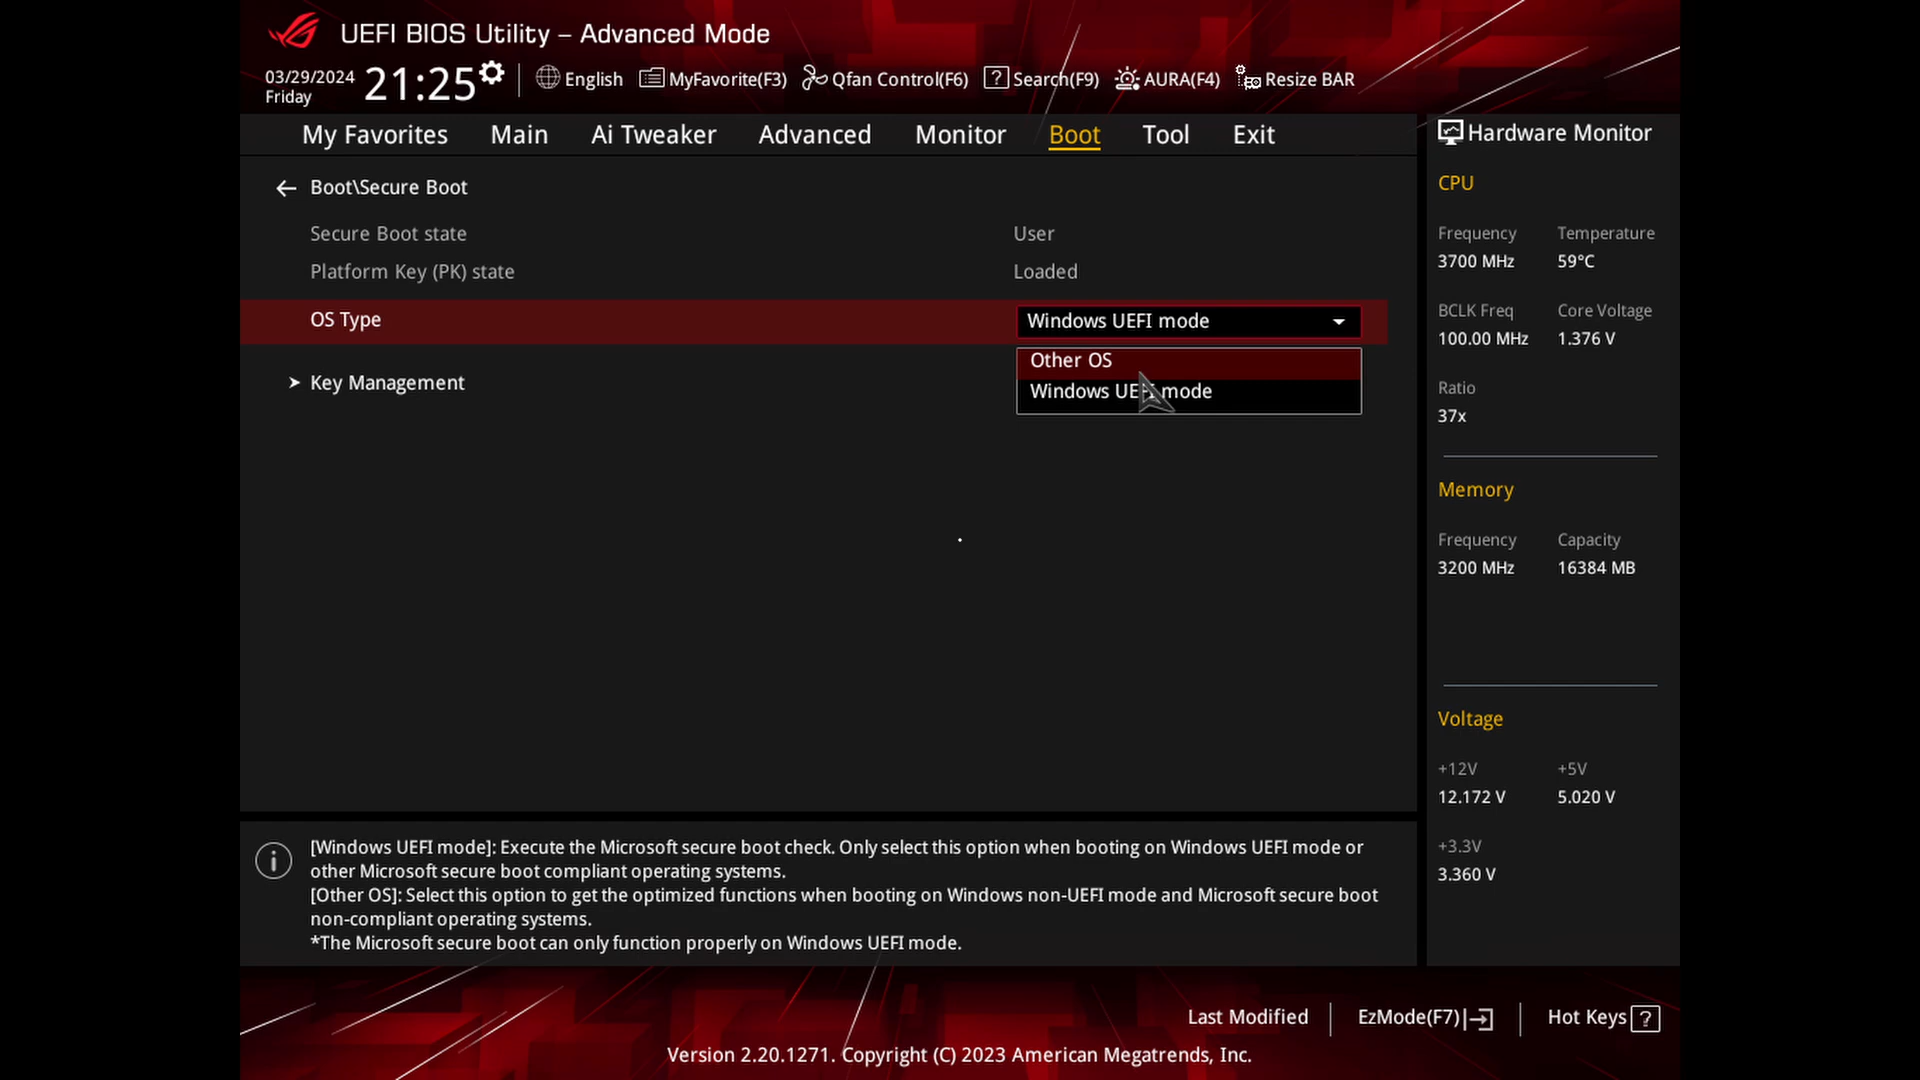 UEFI BIOS Utility – Advanced Mode
03/29/2024
Friday
21:25
English
MyFavorite(F3)
Qfan Control(F6)
? Search(F9)
AURA(F4)
Resize BAR
My Favorites
Main
Ai Tweaker
Advanced
Monitor
Boot
Tool
Exit
Boot\Secure Boot
Secure Boot state
User
Platform Key (PK) state
Loaded
OS Type
Windows UEFI mode
Other OS
Windows UEFI mode
Key Management
[Windows UEFI mode]: Execute the Microsoft secure boot check. Only select this option when booting on Windows UEFI mode or
other Microsoft secure boot compliant operating systems.
[Other OS]: Select this option to get the optimized functions when booting on Windows non-UEFI mode and Microsoft secure boot
non-compliant operating systems.
*The Microsoft secure boot can only function properly on Windows UEFI mode.
Hardware Monitor
CPU
Frequency Temperature
3700 MHz 59°C
BCLK Freq Core Voltage
100.00 MHz 1.376 V
Ratio
37x
Memory
Frequency Capacity
3200 MHz 16384 MB
Voltage
+12V +5V
12.172 V 5.020 V
+3.3V
3.360 V
Last Modified
EzMode(F7)
Hot Keys ?
Version 2.20.1271. Copyright (C) 2023 American Megatrends, Inc.